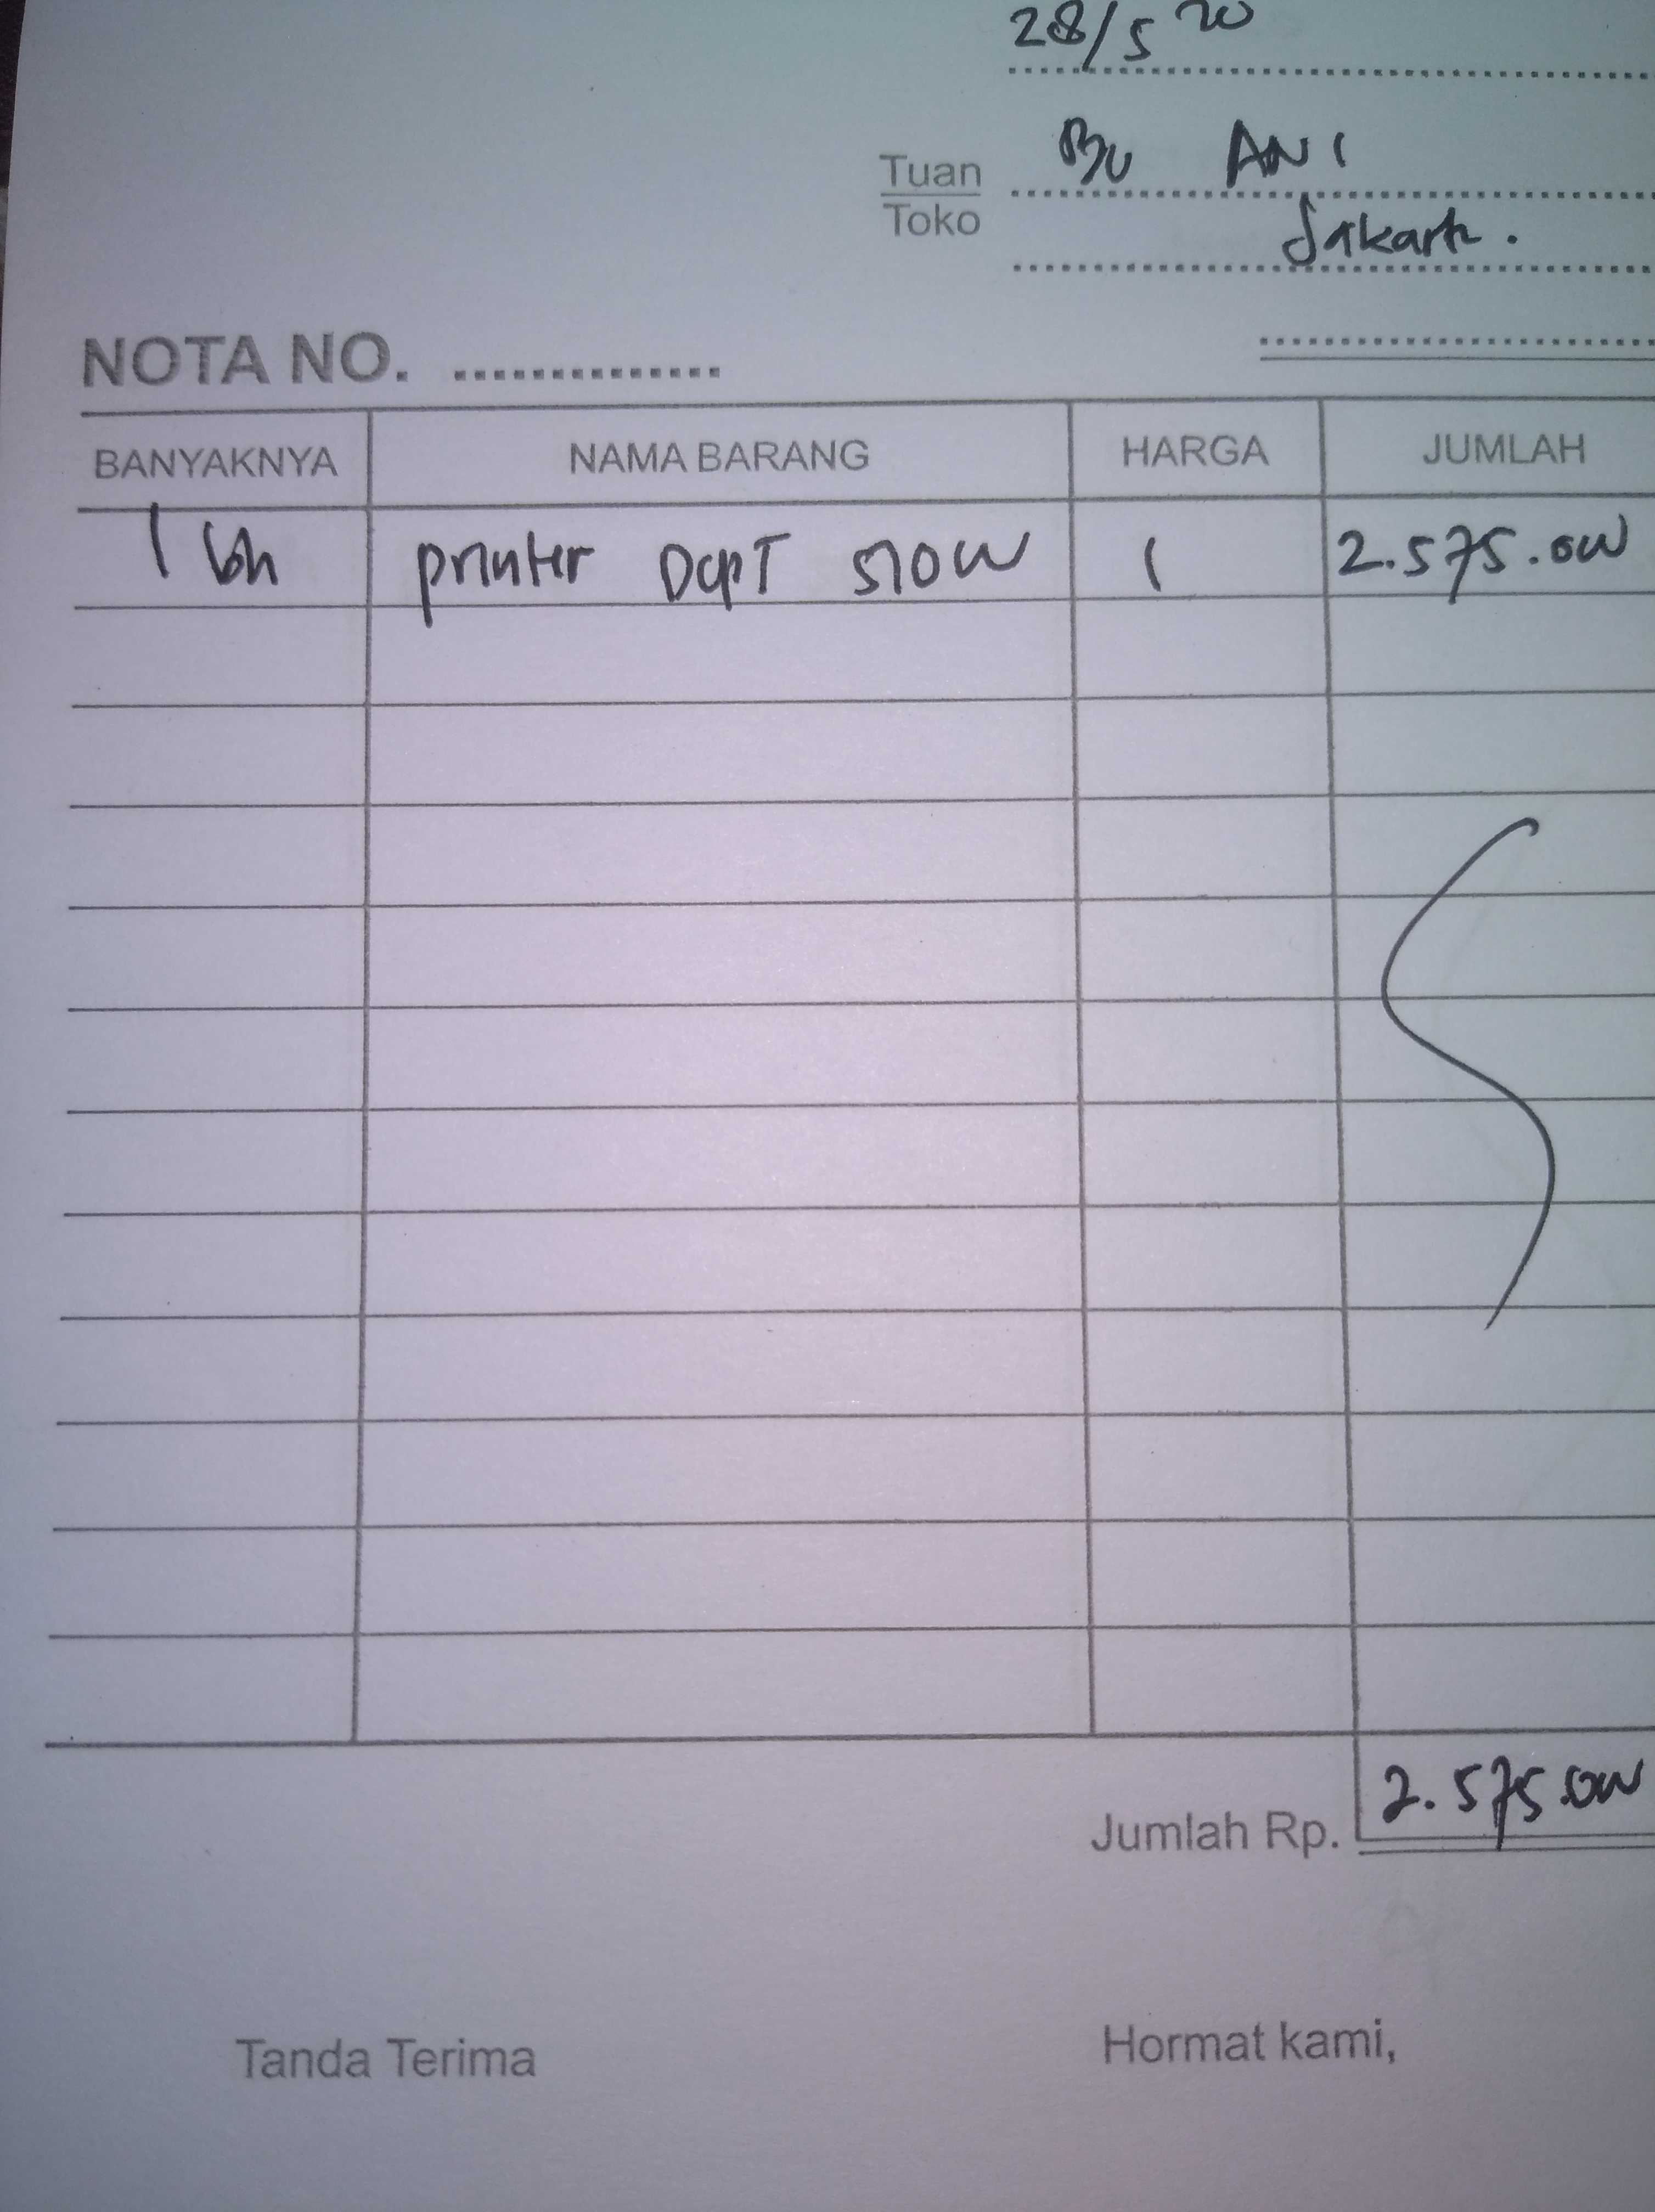 28/5 20
Tuan Bu ANI
Toko Jakarta.
NOTA NO. ...............
BANYAKNYA NAMA BARANG HARGA JUMLAH
1 bh printer DCPT 510W 1 2.575.000
Jumlah Rp. 2.575.000
Tanda Terima Hormat kami,